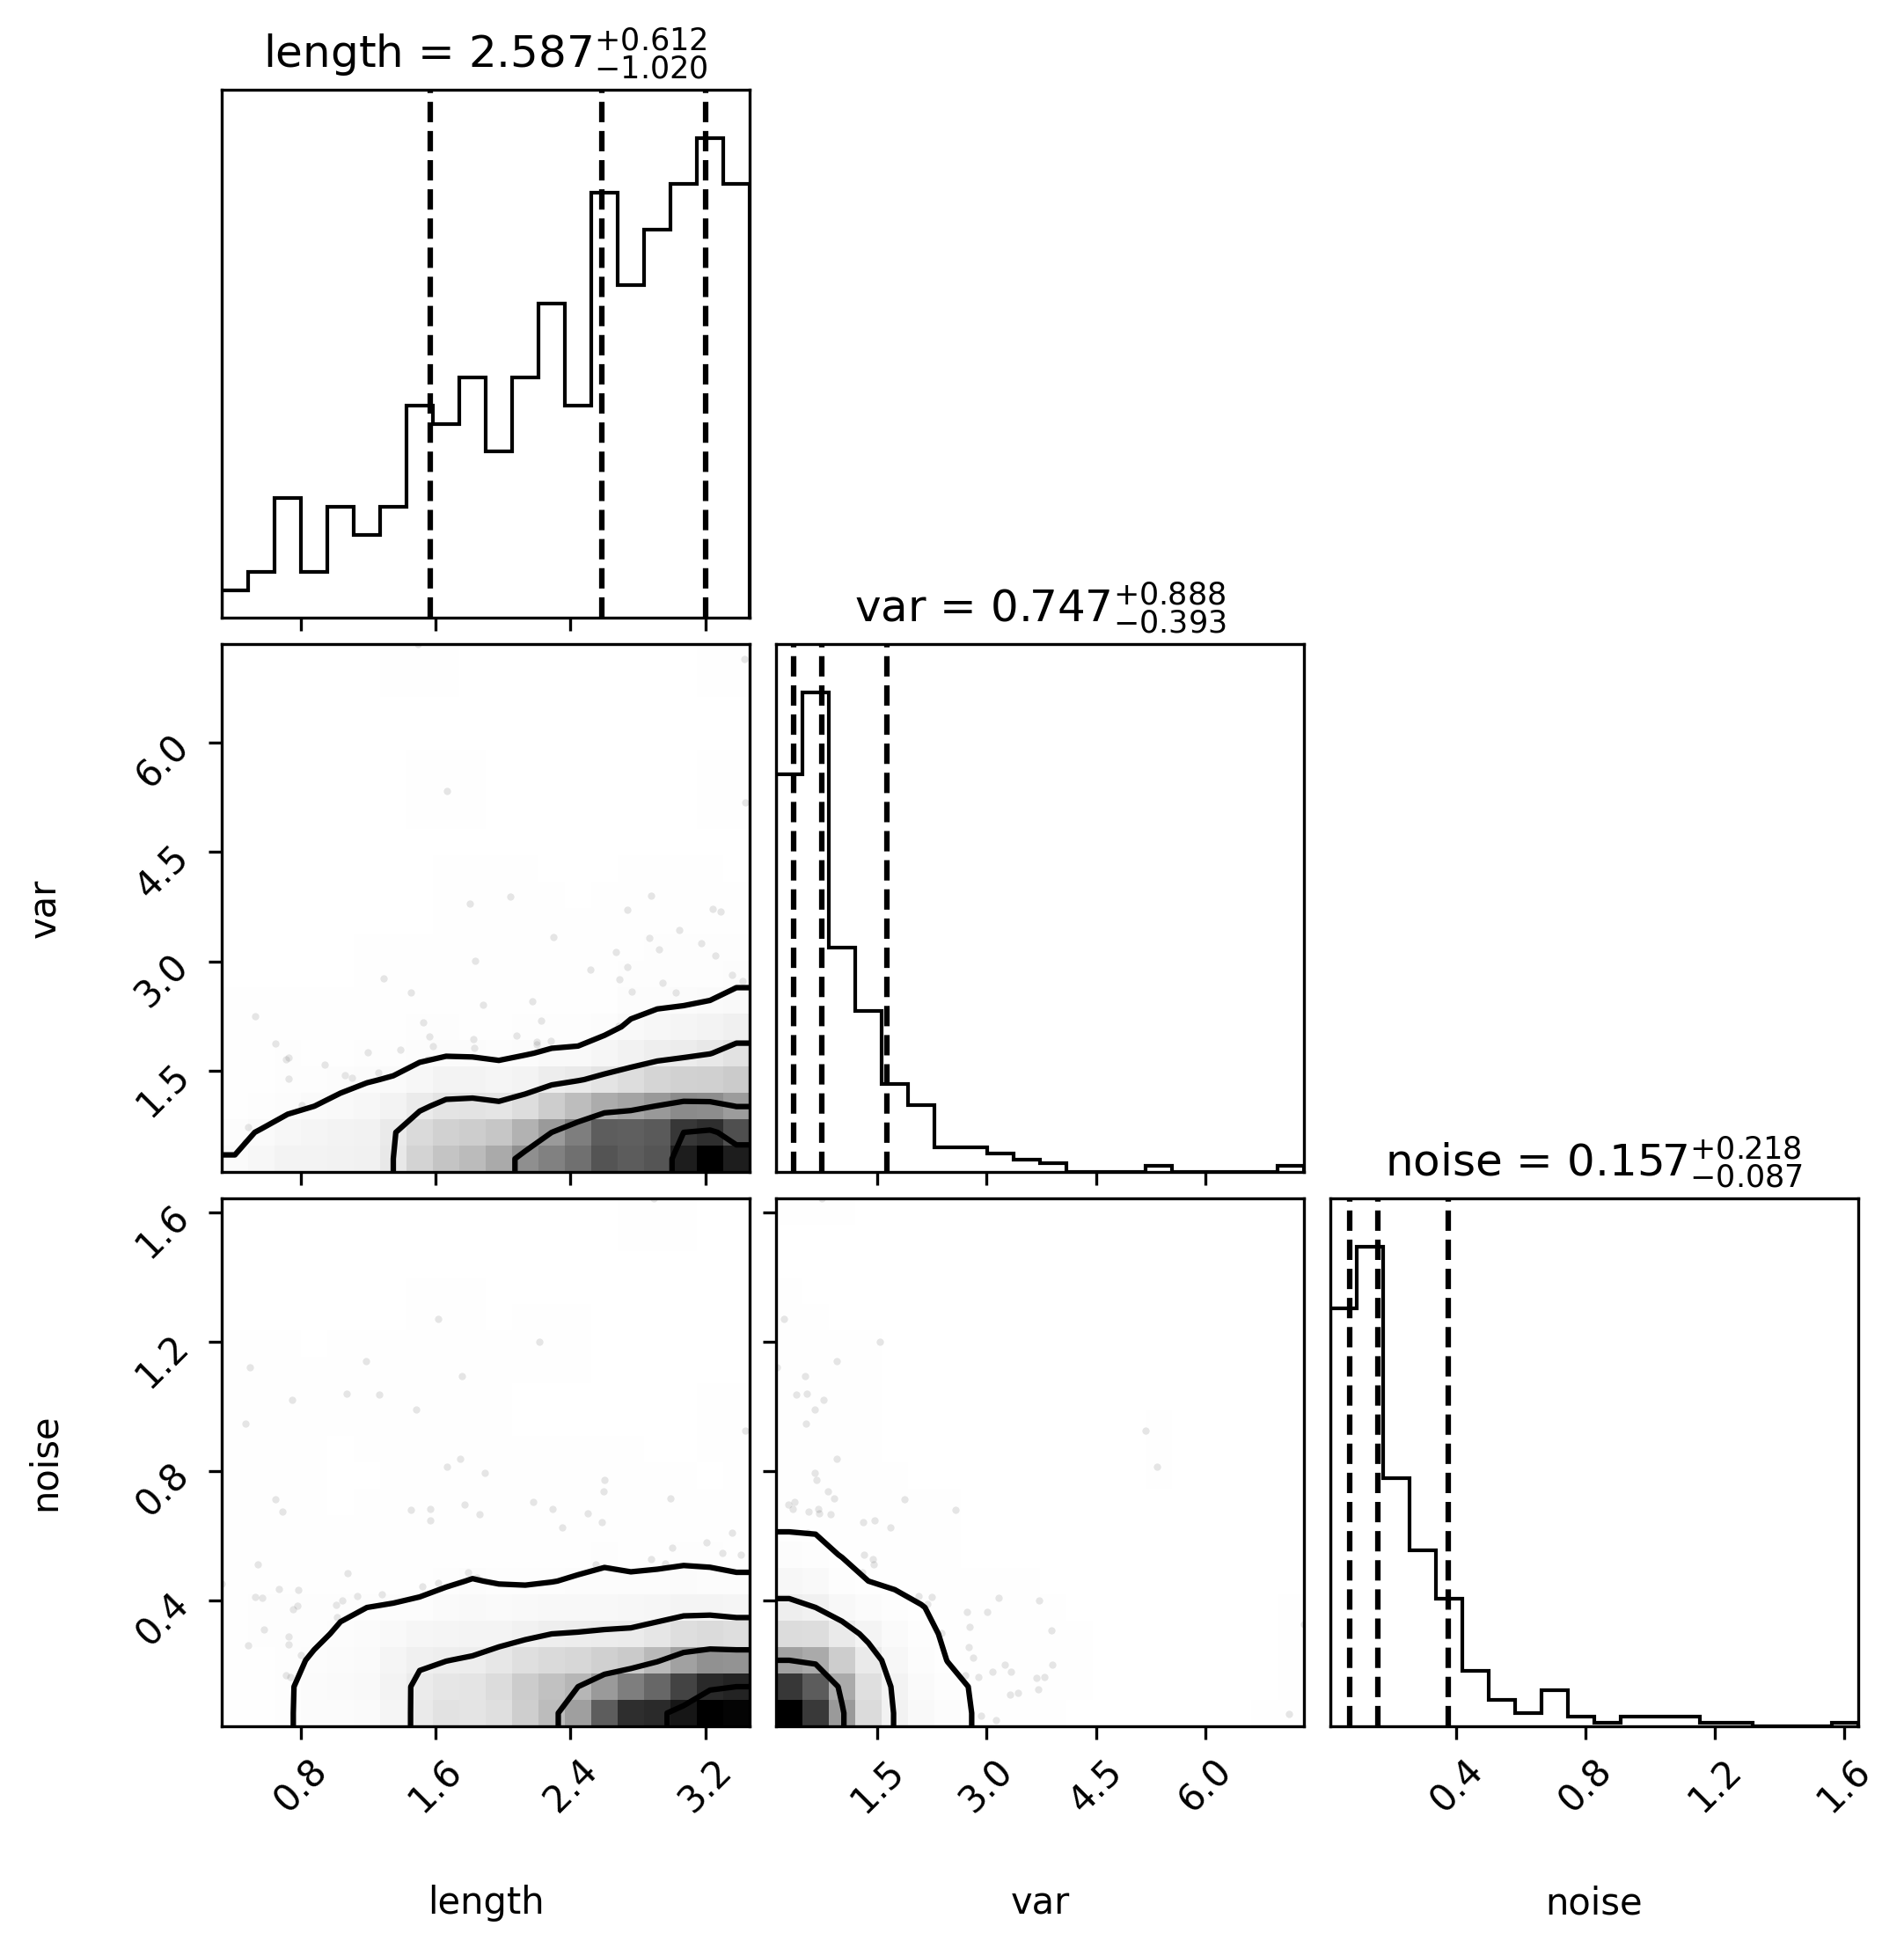 length = 2.587+0.612−1.020
var = 0.747+0.888−0.393
6.0
4.5
3.0
1.5
var
noise = 0.157+0.218−0.087
1.6
1.2
0.8
0.4
noise
0.8 1.6 2.4 3.2 1.5 3.0 4.5 6.0 0.4 0.8 1.2 1.6
length var noise